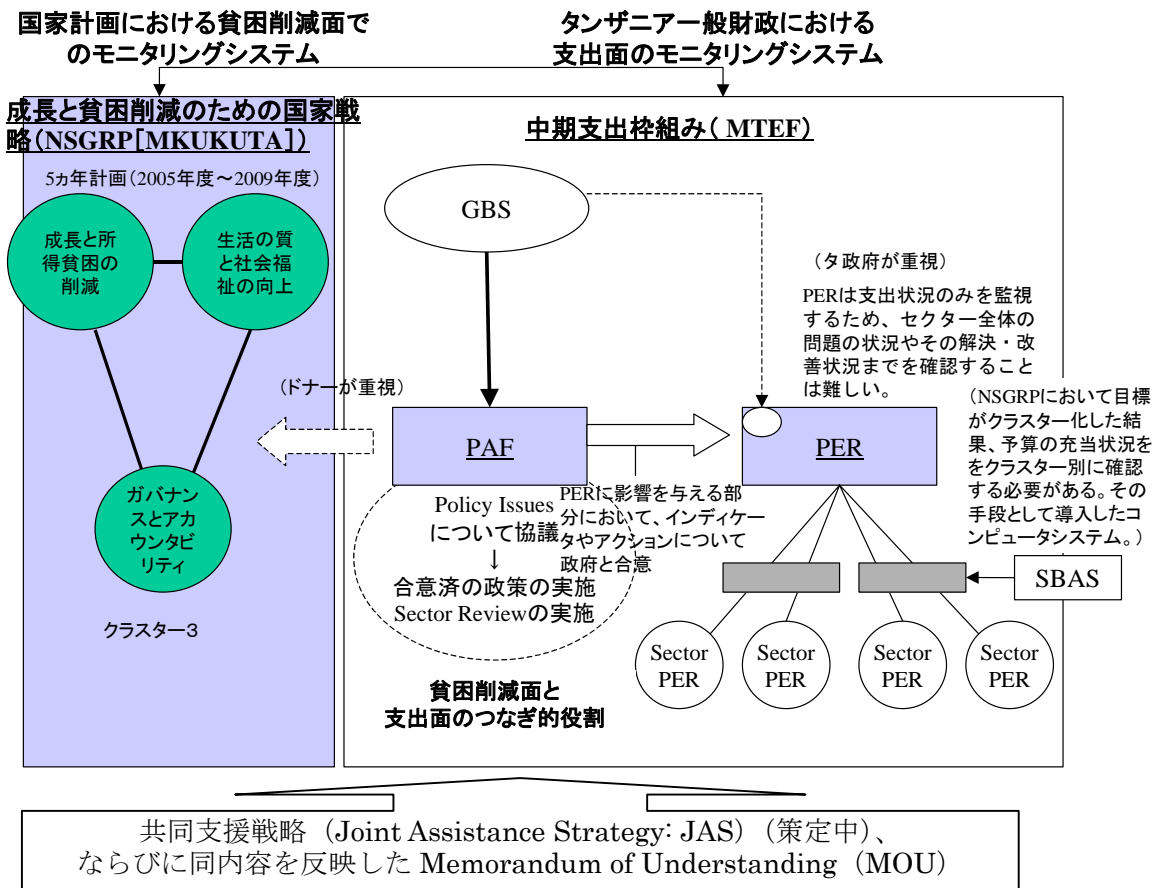 国家計画における貧困削減面で
のモニタリングシステム
タンザニア一般財政における
支出面のモニタリングシステム
成長と貧困削減のための国家戦
略(NSGRP[MKUKUTA])
5ヵ年計画(2005年度～2009年度)
成長と所
得貧困の
削減
生活の質
と社会福
祉の向上
ガバナン
スとアカ
ウンタビ
リティ
クラスター3
中期支出枠組み( MTEF)
GBS
(タ政府が重視)
PERは支出状況のみを監視
するため、セクター全体の
問題の状況やその解決・改
善状況までを確認すること
は難しい。
(ドナーが重視)
PAF
PER
(NSGRPにおいて目標
がクラスター化した結
果、予算の充当状況を
をクラスター別に確認
する必要がある。その
手段として導入したコ
ンピュータシステム。)
Policy Issues
について協議
↓
合意済の政策の実施
Sector Reviewの実施
PERに影響を与える部
分において、インディケー
タやアクションについて
政府と合意
SBAS
Sector
PER
Sector
PER
Sector
PER
Sector
PER
貧困削減面と
支出面のつなぎ的役割
共同支援戦略（Joint Assistance Strategy: JAS）（策定中）、
ならびに同内容を反映した Memorandum of Understanding（MOU）